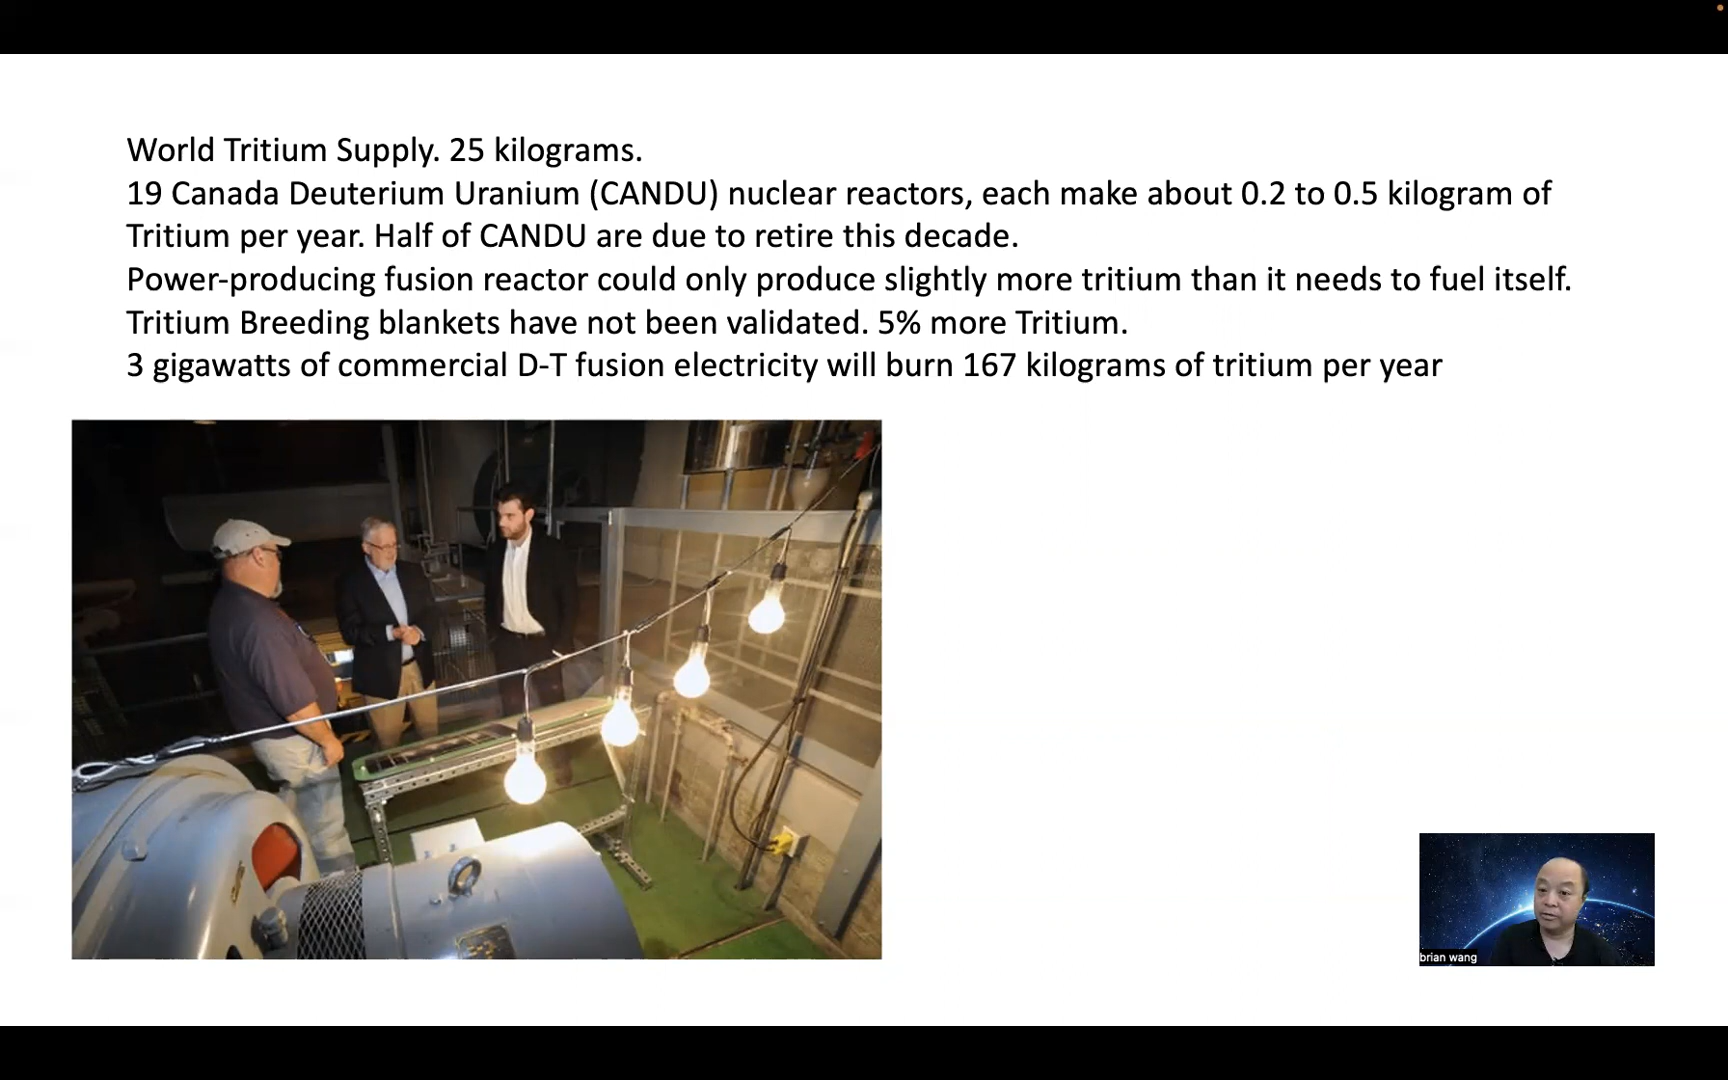 World Tritium Supply. 25 kilograms.
19 Canada Deuterium Uranium (CANDU) nuclear reactors, each make about 0.2 to 0.5 kilogram of
Tritium per year. Half of CANDU are due to retire this decade.
Power-producing fusion reactor could only produce slightly more tritium than it needs to fuel itself.
Tritium Breeding blankets have not been validated. 5% more Tritium.
3 gigawatts of commercial D-T fusion electricity will burn 167 kilograms of tritium per year
brian wang